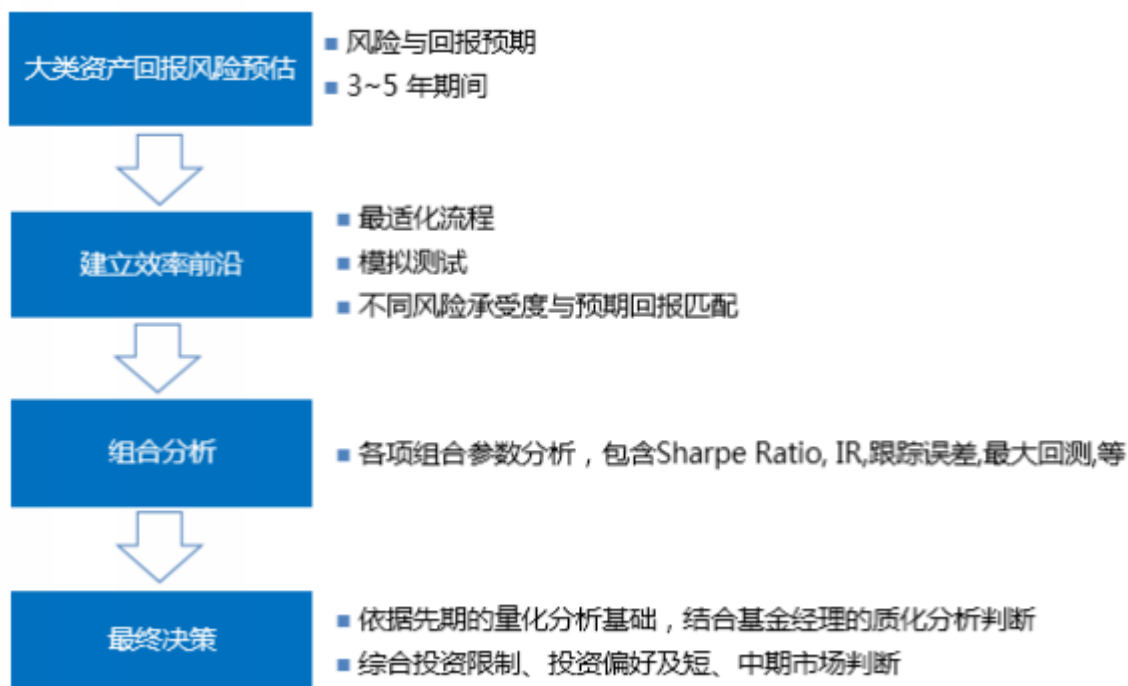 大类资产回报风险预估
■ 风险与回报预期
■ 3~5 年期间
建立效率前沿
■ 最适化流程
■ 模拟测试
■ 不同风险承受度与预期回报匹配
组合分析
■ 各项组合参数分析，包含Sharpe Ratio, IR,跟踪误差,最大回测,等
最终决策
■ 依据先期的量化分析基础，结合基金经理的质化分析判断
■ 综合投资限制、投资偏好及短、中期市场判断